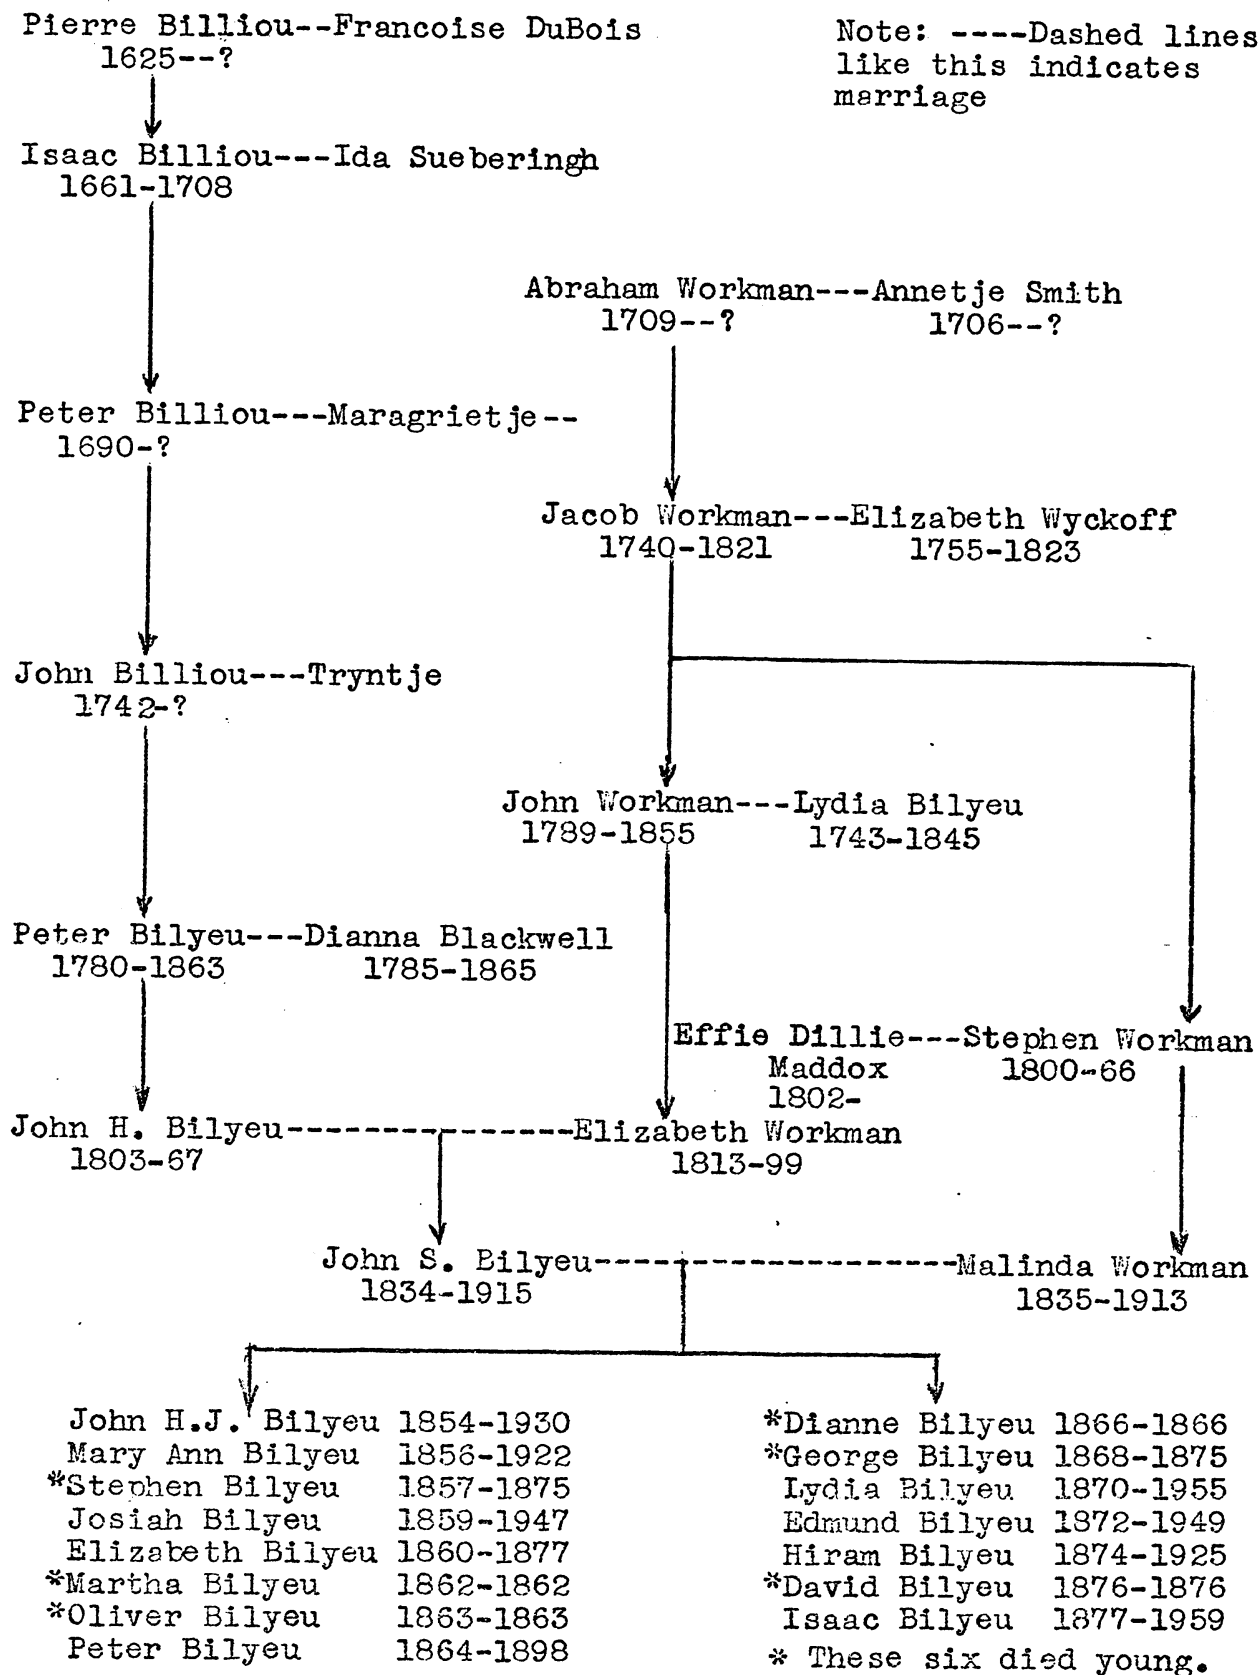 Pierre Billiou--Francoise DuBois
1625--?
Note: ----Dashed lines
like this indicates
marriage
Isaac Billiou---Ida Sueberingh
1661-1708
Abraham Workman---Annetje Smith
1709--? 1706--?
Peter Billiou---Maragrietje--
1690-?
Jacob Workman---Elizabeth Wyckoff
1740-1821 1755-1823
John Billiou---Tryntje
1742-?
John Workman---Lydia Bilyeu
1789-1855 1743-1845
Peter Bilyeu---Dianna Blackwell
1780-1863 1785-1865
Effie Dillie---Stephen Workman
Maddox 1800-66
1802-
John H. Bilyeu---------------Elizabeth Workman
1803-67 1813-99
John S. Bilyeu-------------------Malinda Workman
1834-1915 1835-1913
John H.J. Bilyeu 1854-1930
Mary Ann Bilyeu 1856-1922
*Stephen Bilyeu 1857-1875
Josiah Bilyeu 1859-1947
Elizabeth Bilyeu 1860-1877
*Martha Bilyeu 1862-1862
*Oliver Bilyeu 1863-1863
Peter Bilyeu 1864-1898
*Dianne Bilyeu 1866-1866
*George Bilyeu 1868-1875
Lydia Bilyeu 1870-1955
Edmund Bilyeu 1872-1949
Hiram Bilyeu 1874-1925
*David Bilyeu 1876-1876
Isaac Bilyeu 1877-1959
* These six died young.